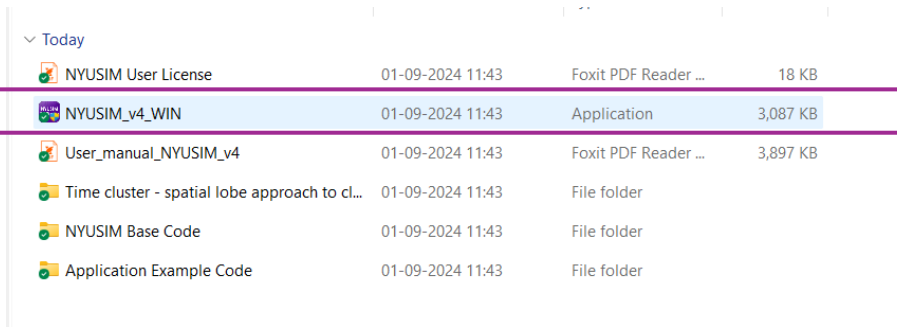 Today
NYUSIM User License 01-09-2024 11:43 Foxit PDF Reader ... 18 KB
NYUSIM_v4_WIN 01-09-2024 11:43 Application 3,087 KB
User_manual_NYUSIM_v4 01-09-2024 11:43 Foxit PDF Reader ... 3,897 KB
Time cluster - spatial lobe approach to cl... 01-09-2024 11:43 File folder
NYUSIM Base Code 01-09-2024 11:43 File folder
Application Example Code 01-09-2024 11:43 File folder